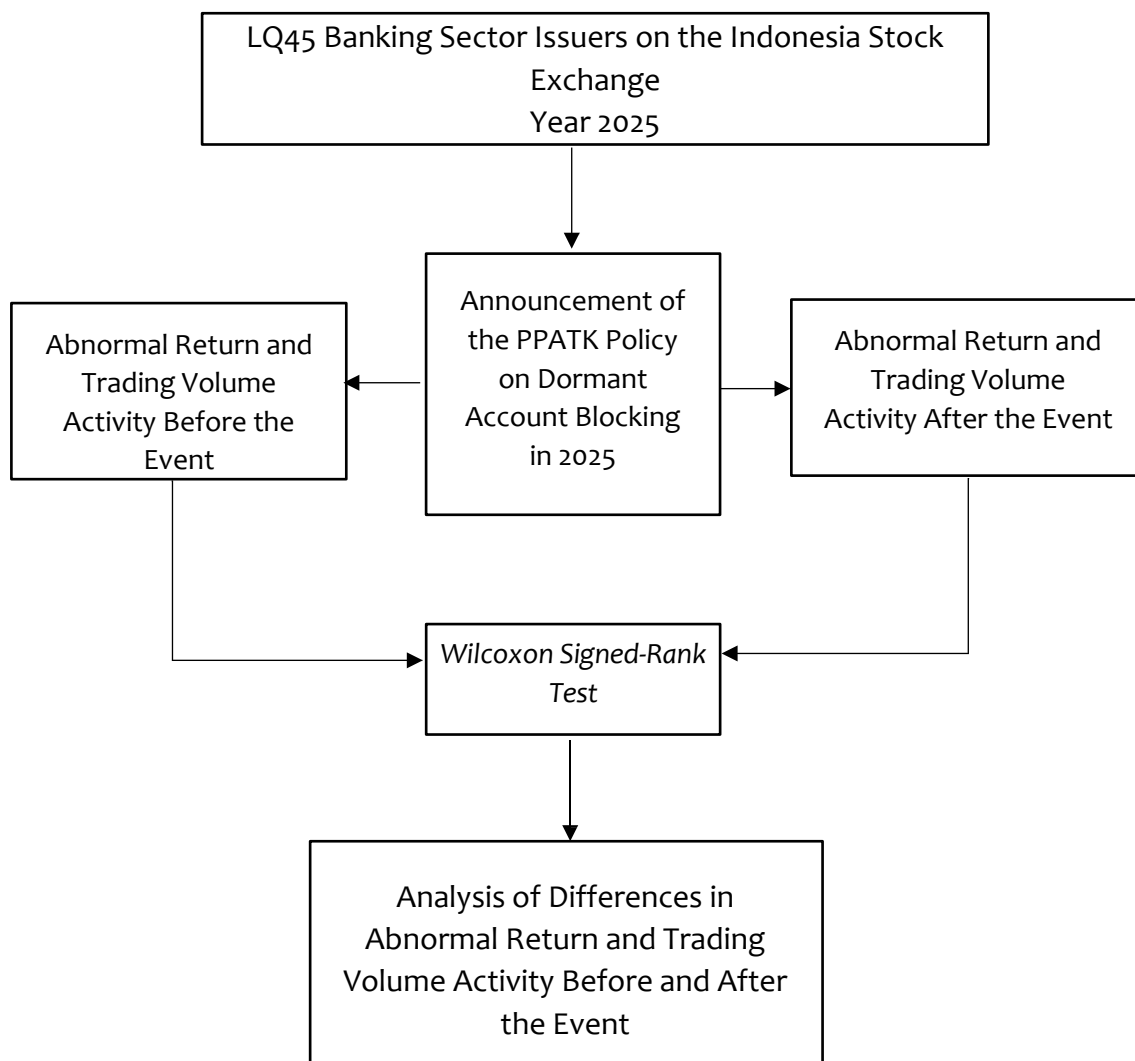 LQ45 Banking Sector Issuers on the Indonesia Stock
Exchange
Year 2025
Announcement of
the PPATK Policy
on Dormant
Account Blocking
in 2025
Abnormal Return and
Trading Volume
Activity Before the
Event
Abnormal Return and
Trading Volume
Activity After the Event
Wilcoxon Signed-Rank
Test
Analysis of Differences in
Abnormal Return and Trading
Volume Activity Before and After
the Event